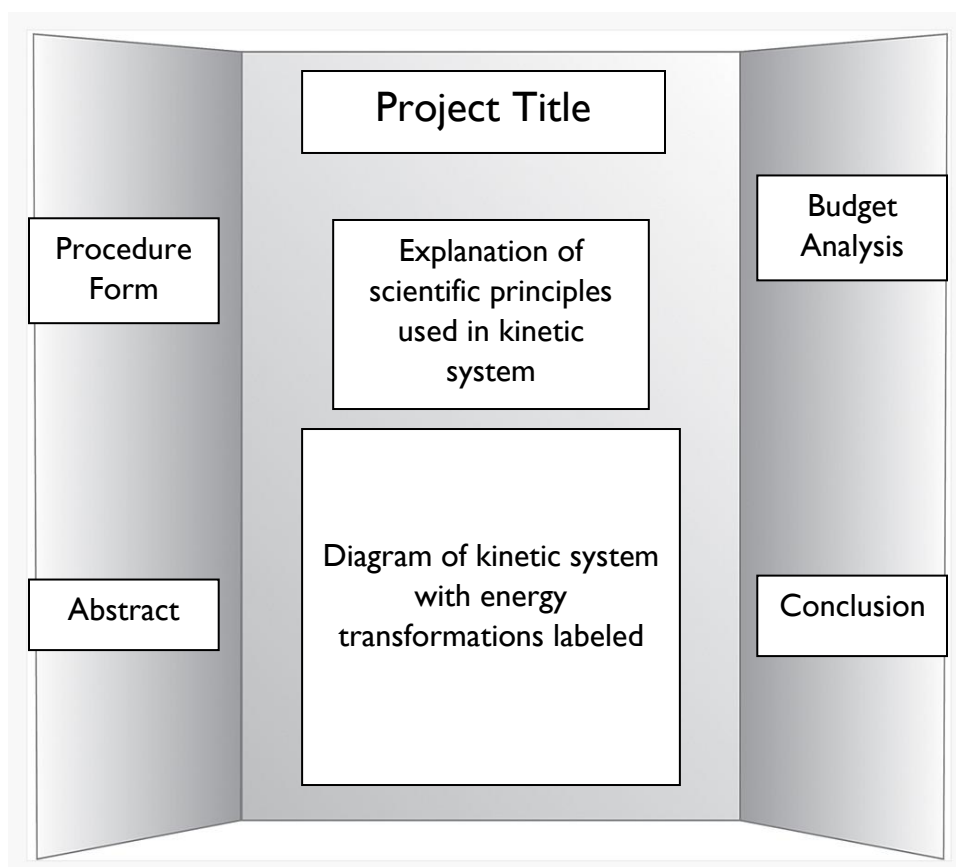 Project Title
Procedure
Form
Abstract
Explanation of
scientific principles
used in kinetic
system
Diagram of kinetic system
with energy
transformations labeled
Budget
Analysis
Conclusion